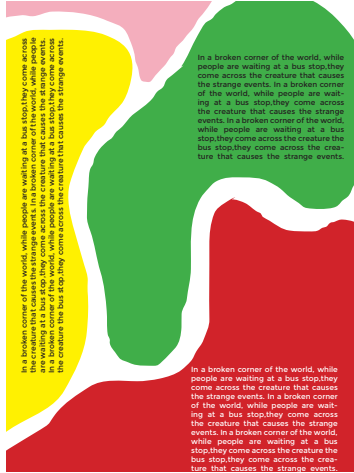 In a broken corner of the world, while people are waiting at a bus stop,they come across
the creature that causes the strange events. In a broken corner of the world, while people
are waiting at a bus stop,they come across the creature that causes the strange events.
In a broken corner of the world, while people are waiting at a bus stop,they come across
the creature the bus stop,they come across the creature that causes the strange events.
In a broken corner of the world, while
people are waiting at a bus stop,they
come across the creature that causes
the strange events. In a broken corner
of the world, while people are wait-
ing at a bus stop,they come across
the creature that causes the strange
events. In a broken corner of the world,
while people are waiting at a bus
stop,they come across the creature the
bus stop,they come across the crea-
ture that causes the strange events.
In a broken corner of the world, while
people are waiting at a bus stop,they
come across the creature that causes
the strange events. In a broken corner
of the world, while people are wait-
ing at a bus stop,they come across
the creature that causes the strange
events. In a broken corner of the world,
while people are waiting at a bus
stop,they come across the creature the
bus stop,they come across the crea-
ture that causes the strange events.